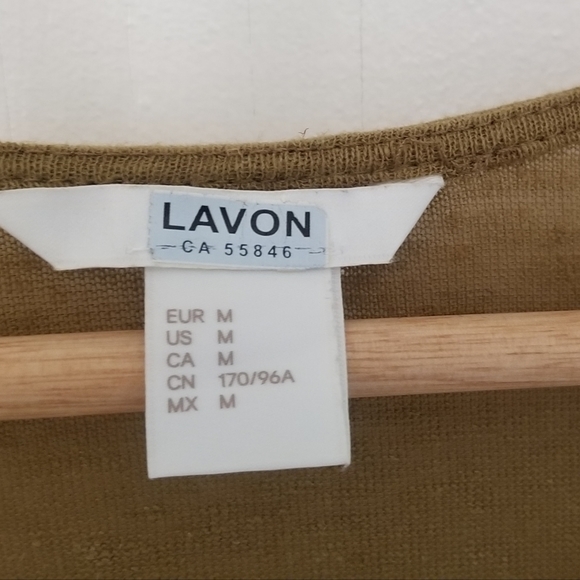 LAVON
CA 55846
EUR M
US M
CA M
CN 170/96A
MX M